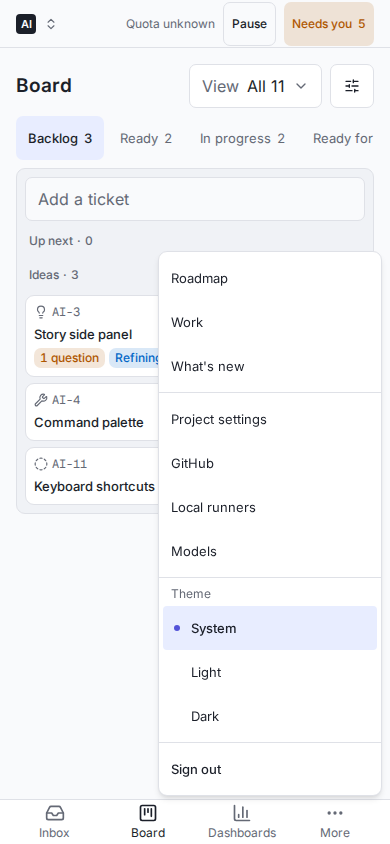 AI Quota unknown Pause Needs you 5
Board View All 11
Backlog 3 Ready 2 In progress 2 Ready for
Add a ticket
Up next · 0
Ideas · 3
AI-3
Story side panel
1 question Refining
AI-4
Command palette
AI-11
Keyboard shortcuts
Roadmap
Work
What's new
Project settings
GitHub
Local runners
Models
Theme
System
Light
Dark
Sign out
Inbox Board Dashboards More